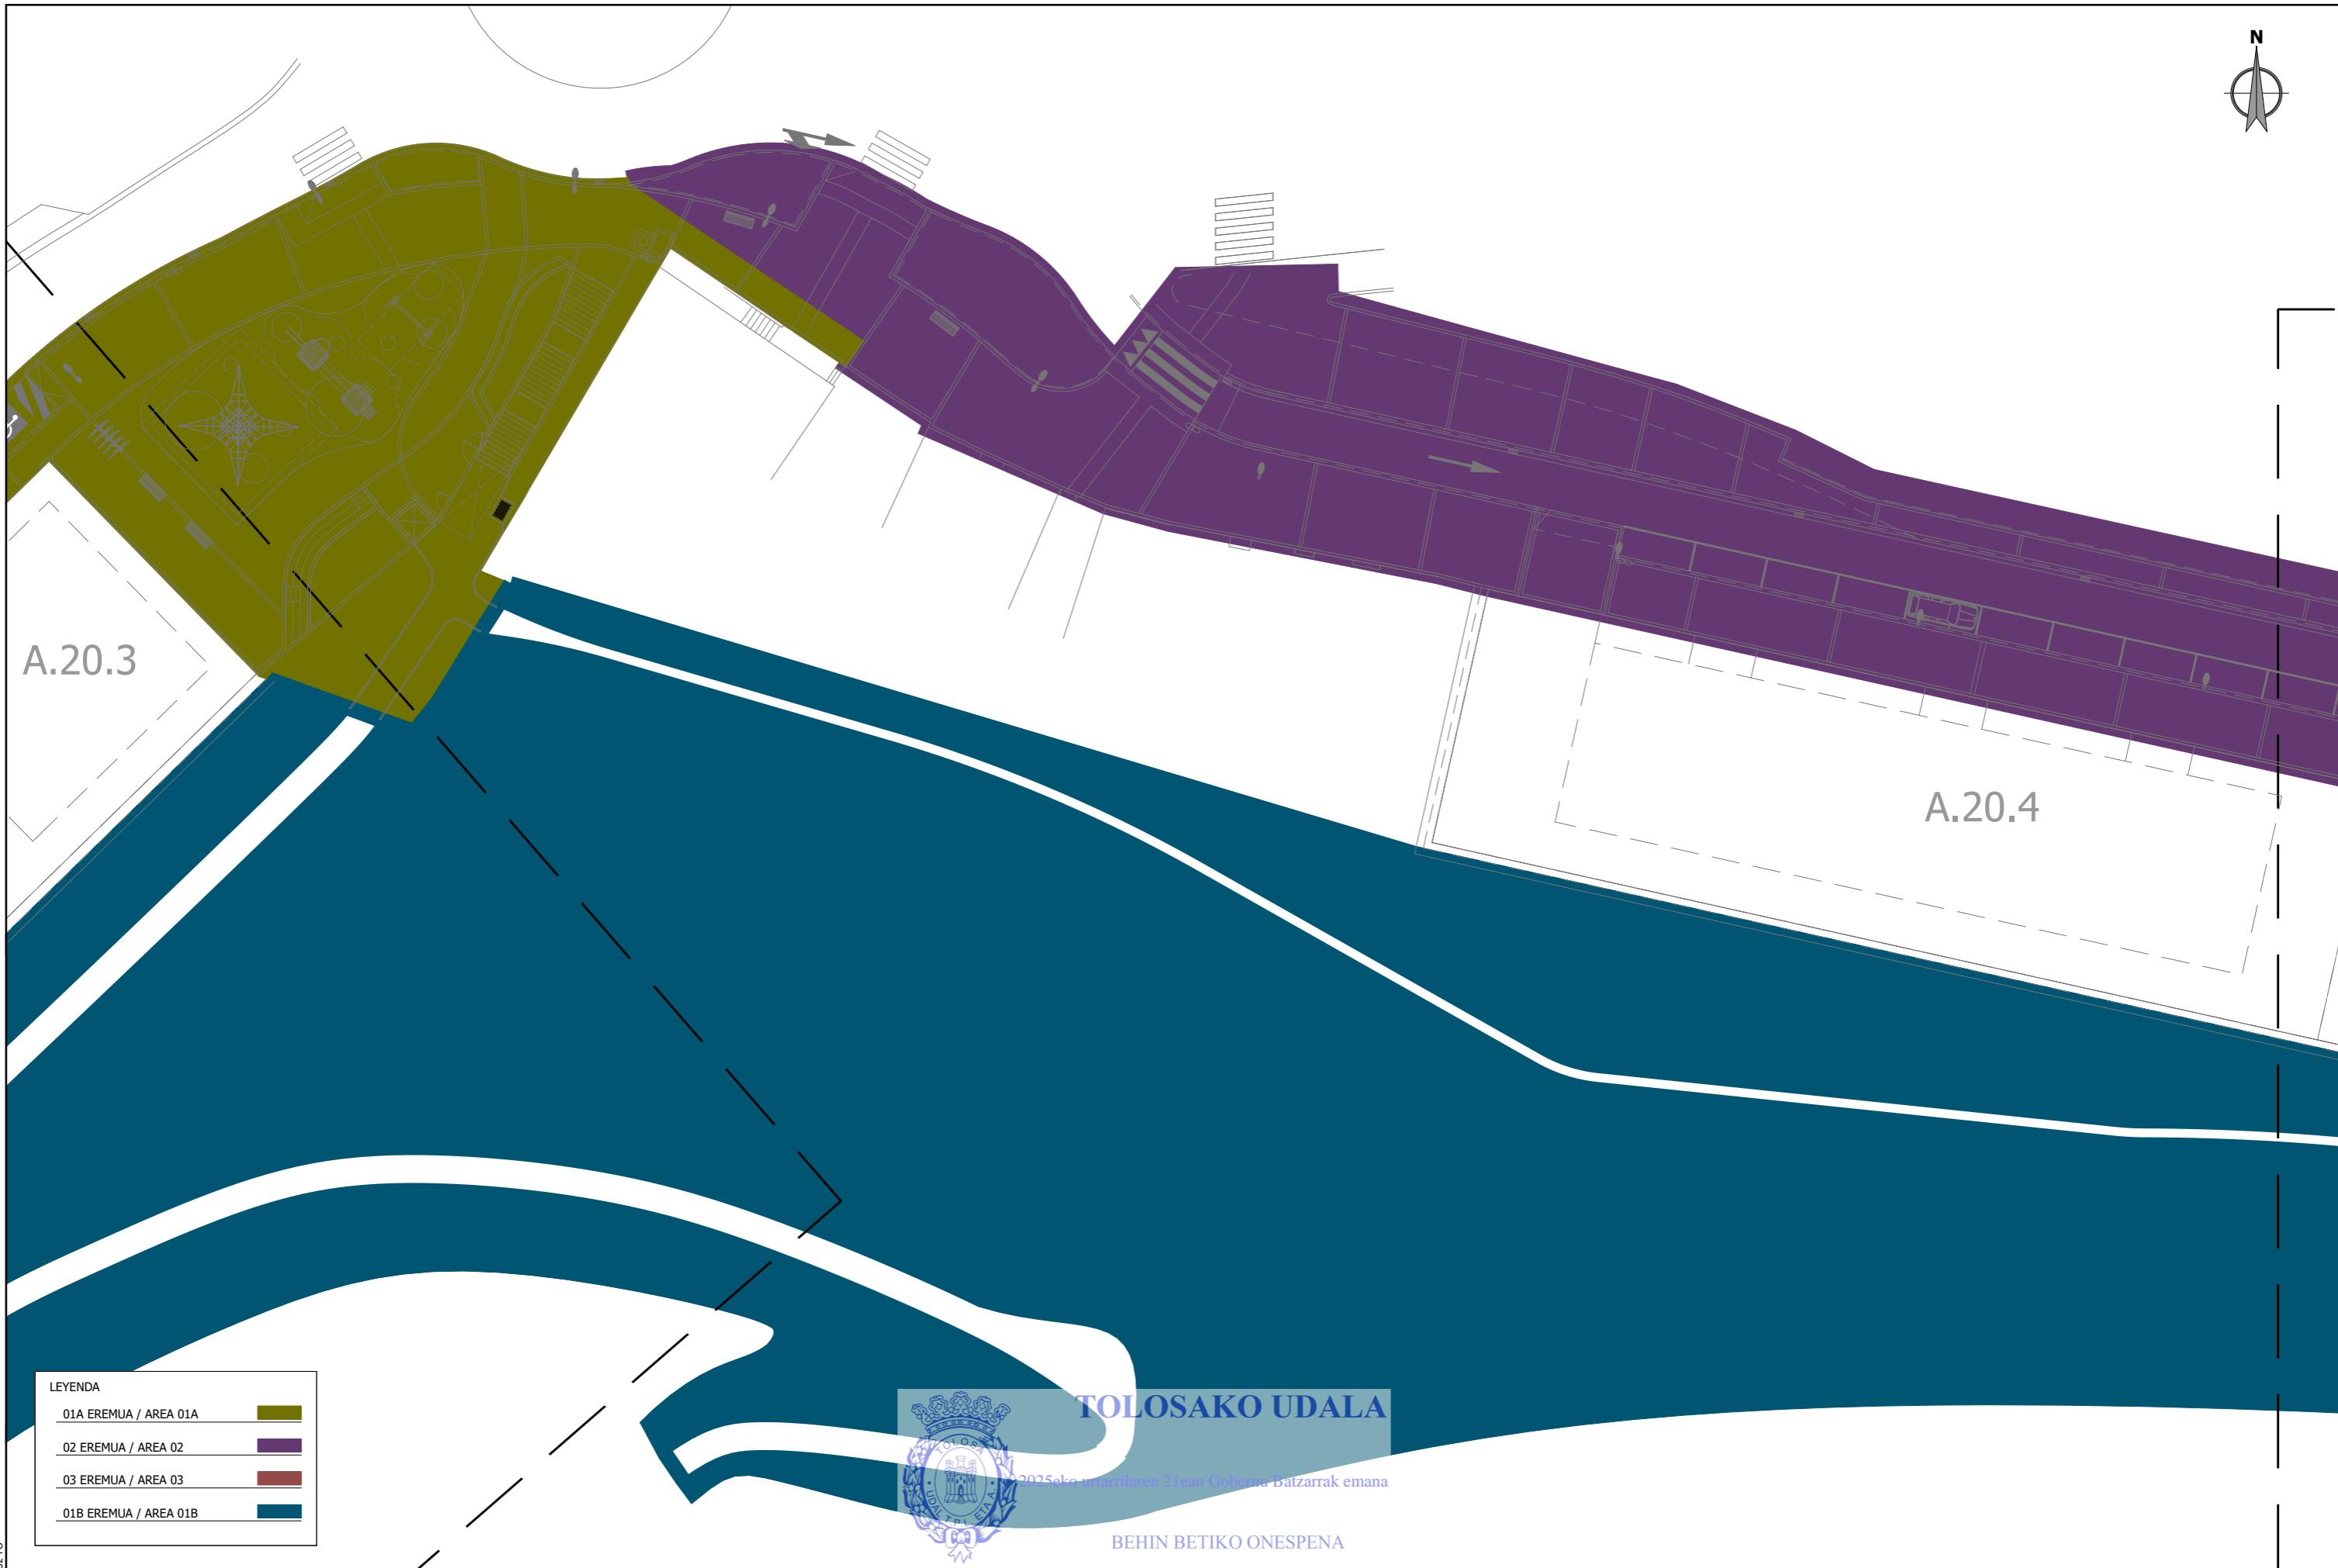 N
A.20.3
A.20.4
LEYENDA
01A EREMUA / AREA 01A
02 EREMUA / AREA 02
03 EREMUA / AREA 03
01B EREMUA / AREA 01B
TOLOSAKO UDALA
2025eko urtarrilaren 21ean Gobernu Batzarrak emana
BEHIN BETIKO ONESPENA